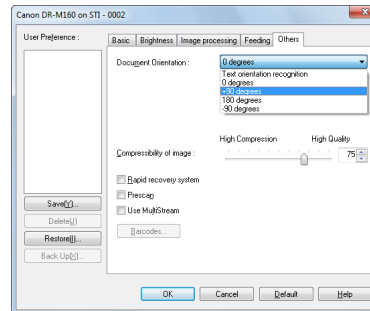 Canon DR-M160 on STI - 0002
User Preference :
Basic Brightness Image processing Feeding Others
Document Orientation :
0 degrees
Text orientation recognition
0 degrees
+90 degrees
180 degrees
-90 degrees
High Compression High Quality
Compressibility of image :
75
Rapid recovery system
Prescan
Use MultiStream
Barcodes...
Save(Y)...
Delete(J)
Restore(I)...
Back Up(X)...
OK Cancel Default Help